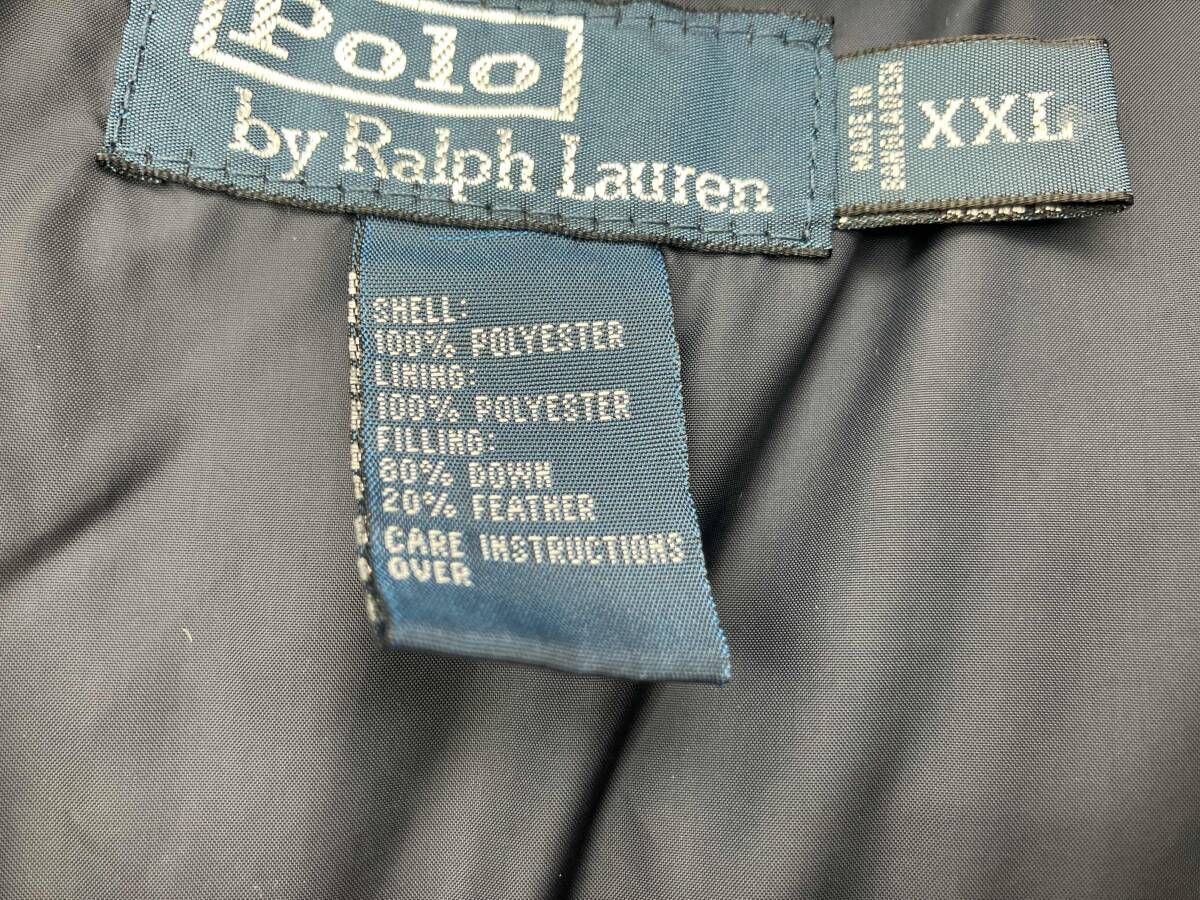 Polo
by Ralph Lauren
MADE IN
BANGLADESH
XXL
SHELL:
100% POLYESTER
LINING:
100% POLYESTER
FILLING:
80% DOWN
20% FEATHER
CARE INSTRUCTIONS
OVER